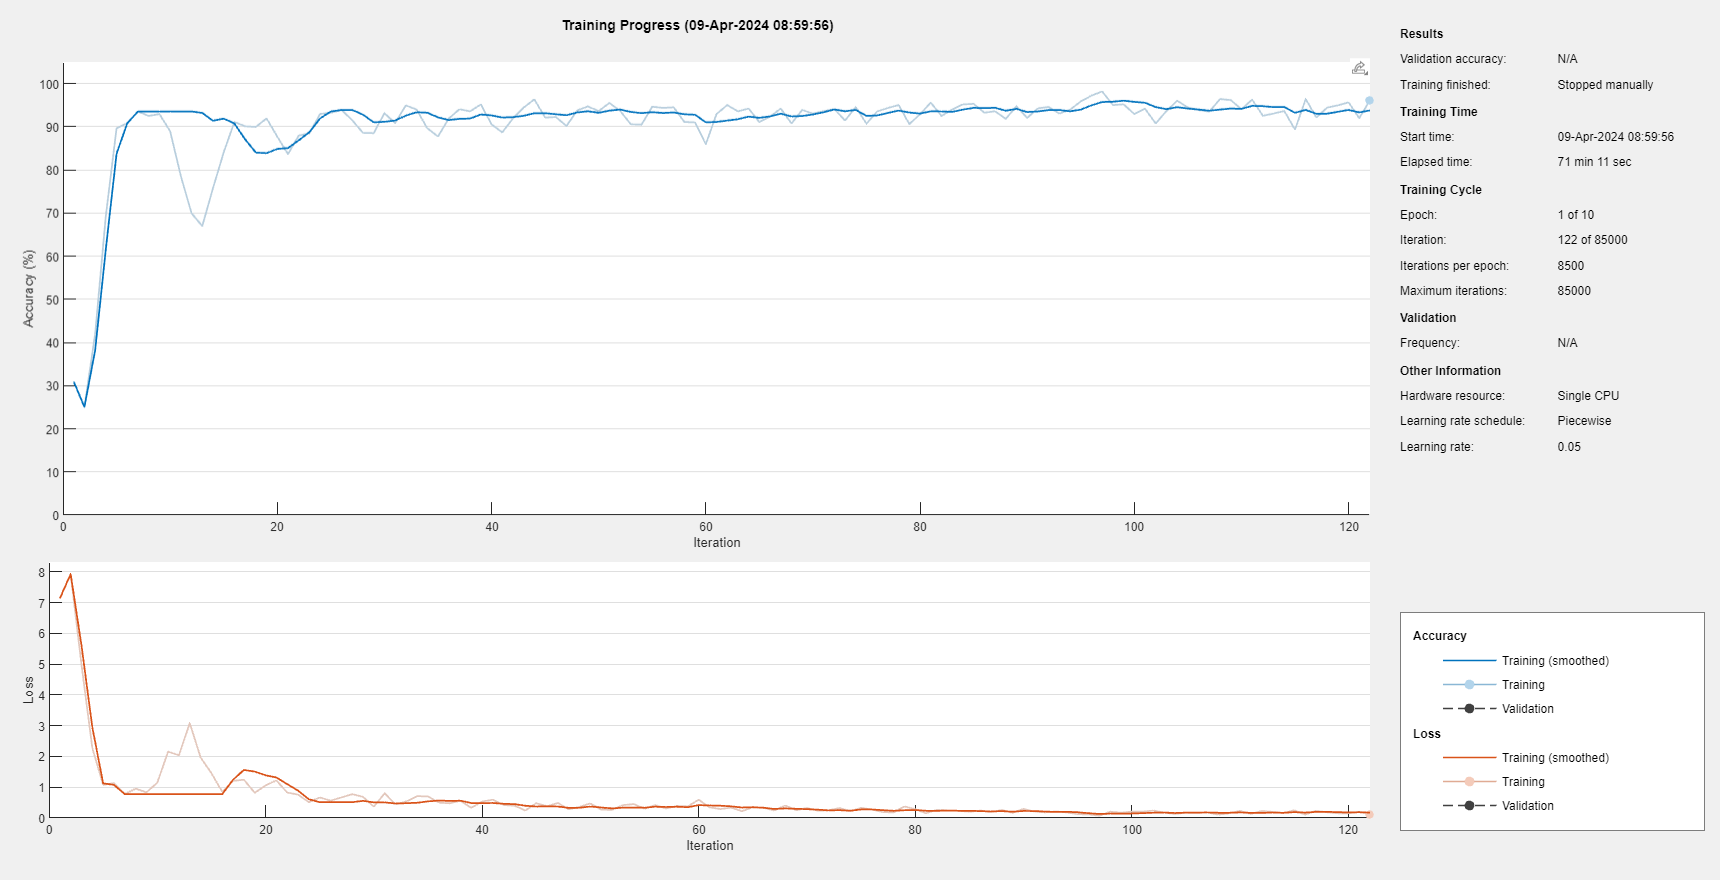 Training Progress (09-Apr-2024 08:59:56)
100
90
80
70
60
50
40
30
20
10
0
Accuracy (%)
0 20 40 60 80 100 120
Iteration
8
7
6
5
4
3
2
1
0
Loss
0 20 40 60 80 100 120
Iteration
Results
Validation accuracy: N/A
Training finished: Stopped manually
Training Time
Start time: 09-Apr-2024 08:59:56
Elapsed time: 71 min 11 sec
Training Cycle
Epoch: 1 of 10
Iteration: 122 of 85000
Iterations per epoch: 8500
Maximum iterations: 85000
Validation
Frequency: N/A
Other Information
Hardware resource: Single CPU
Learning rate schedule: Piecewise
Learning rate: 0.05
Accuracy
Training (smoothed)
Training
Validation
Loss
Training (smoothed)
Training
Validation